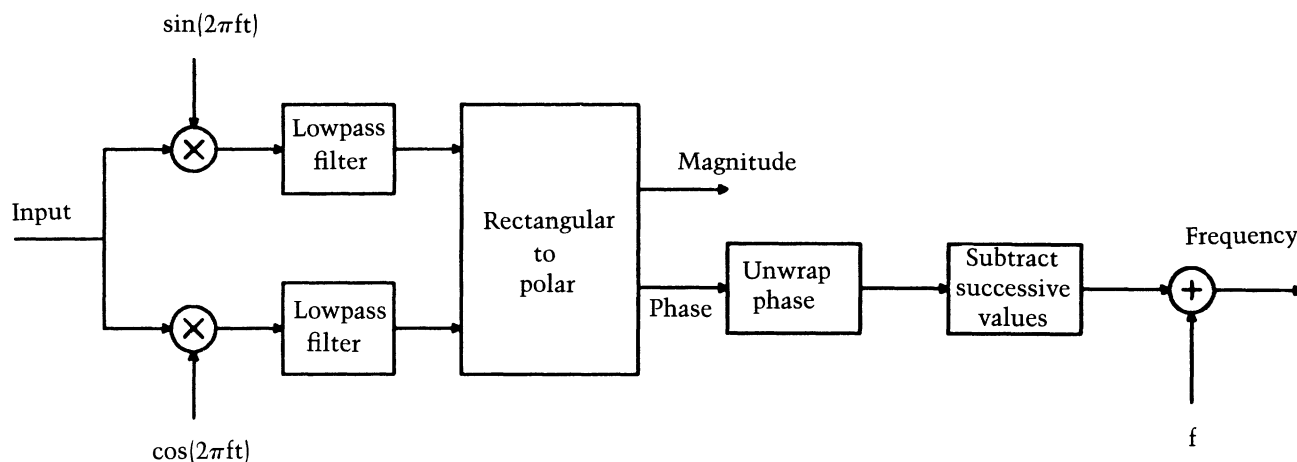 sin(2πft)
Lowpass
filter
Magnitude
Input
Rectangular
to
polar
Frequency
Unwrap
phase
Subtract
successive
values
Lowpass
filter
Phase
cos(2πft)
f